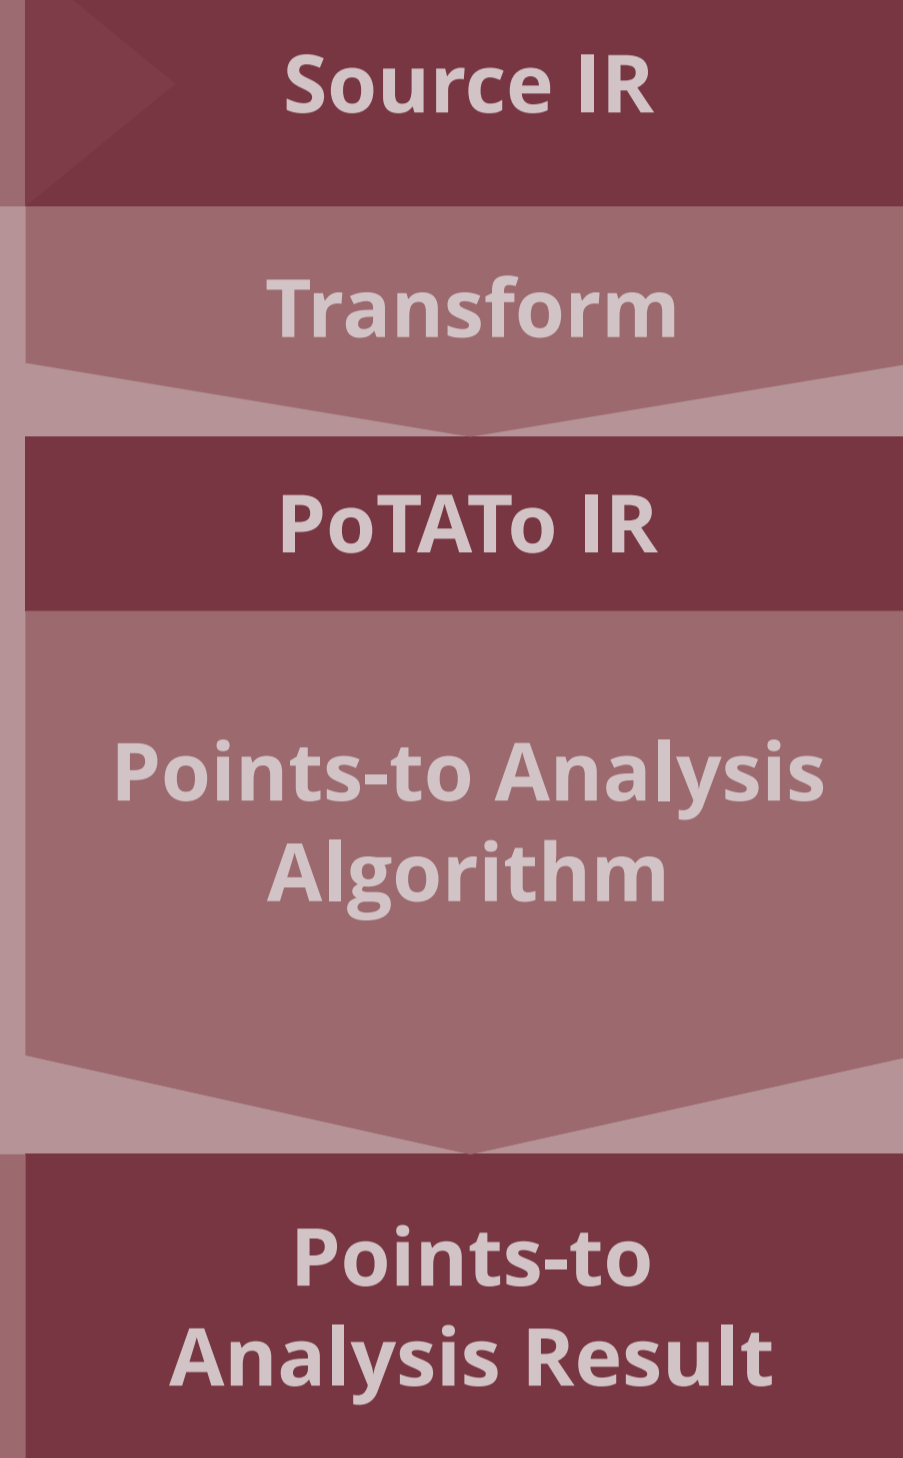 Source IR
Transform
PoTATo IR
Points-to Analysis
Algorithm
Points-to
Analysis Result